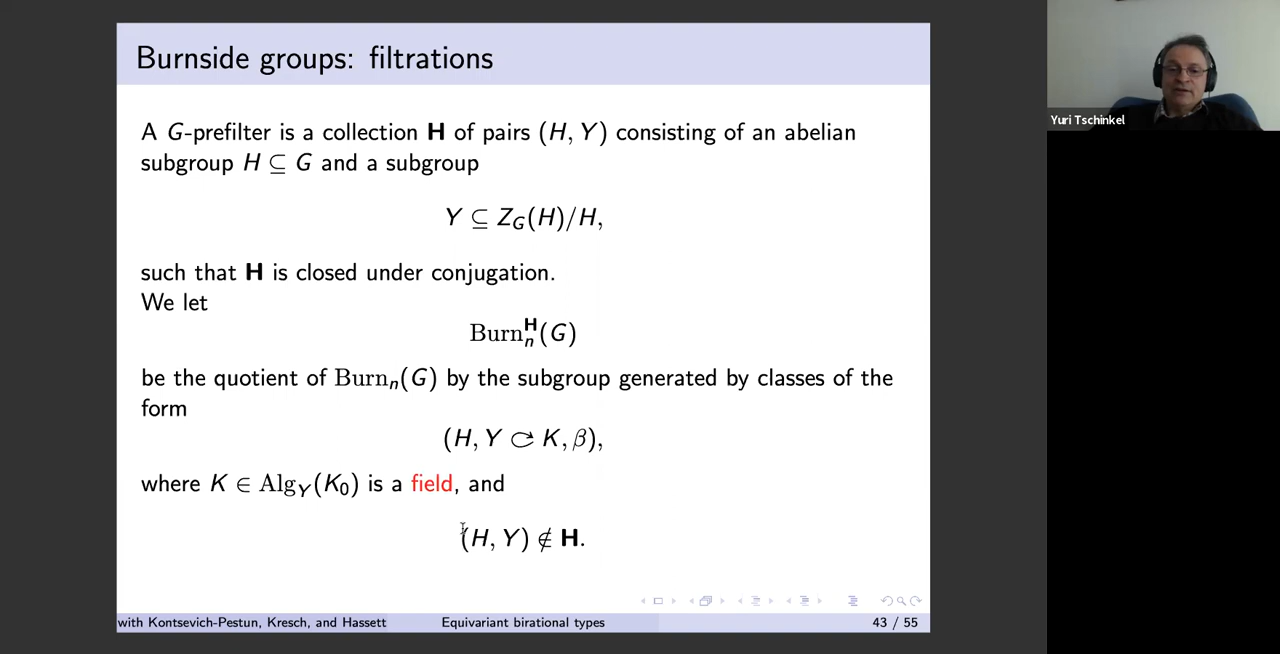 Burnside groups: filtrations
A G-prefilter is a collection H of pairs (H, Y) consisting of an abelian
subgroup H ⊆ G and a subgroup
Y ⊆ Z_G(H)/H,
such that H is closed under conjugation.
We let
Burn_n^H(G)
be the quotient of Burn_n(G) by the subgroup generated by classes of the
form
(H, Y ⟳ K, β),
where K ∈ Alg_Y(K_0) is a field, and
(H, Y) ∉ H.
with Kontsevich-Pestun, Kresch, and Hassett
Equivariant birational types
43 / 55
Yuri Tschinkel